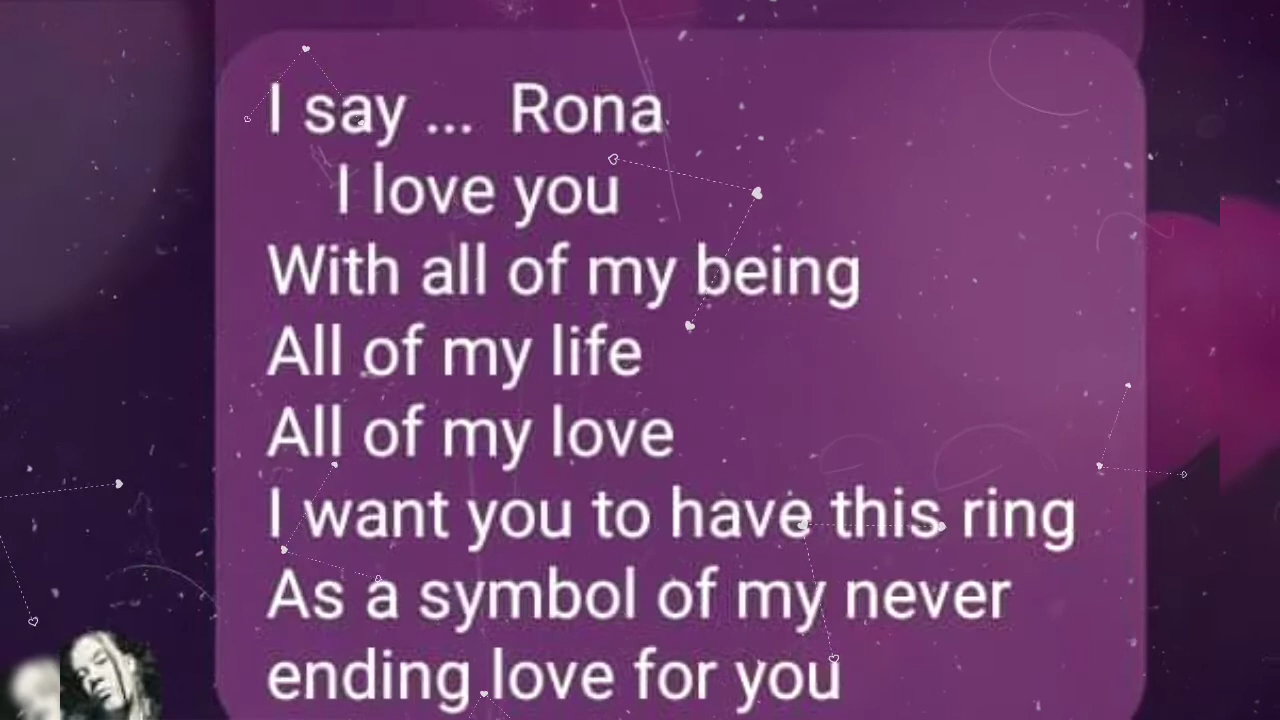 I say ... Rona
I love you
With all of my being
All of my life
All of my love
I want you to have this ring
As a symbol of my never
ending love for you